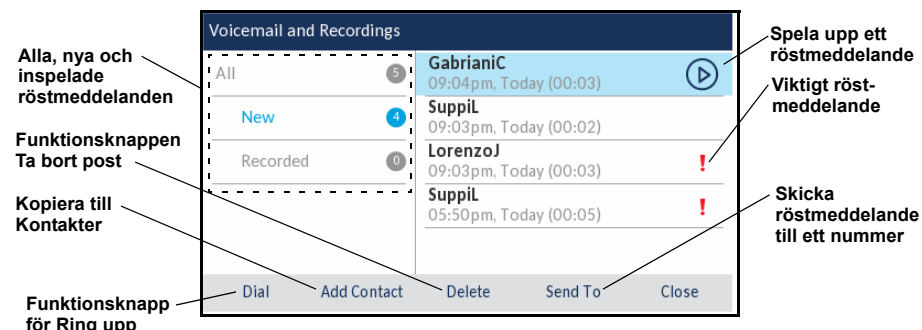 Voicemail and Recordings
Alla, nya och
inspelade
röstmeddelanden
All 5
New 4
Recorded 0
Funktionsknappen
Ta bort post
Kopiera till
Kontakter
Funktionsknapp
för Ring upp
GabrianiC
09:04pm, Today (00:03)
SuppiL
09:03pm, Today (00:02)
LorenzoJ
09:03pm, Today (00:03)
!
SuppiL
05:50pm, Today (00:05)
!
Spela upp ett
röstmeddelande
Viktigt röst-
meddelande
Skicka
röstmeddelande
till ett nummer
Dial Add Contact Delete Send To Close